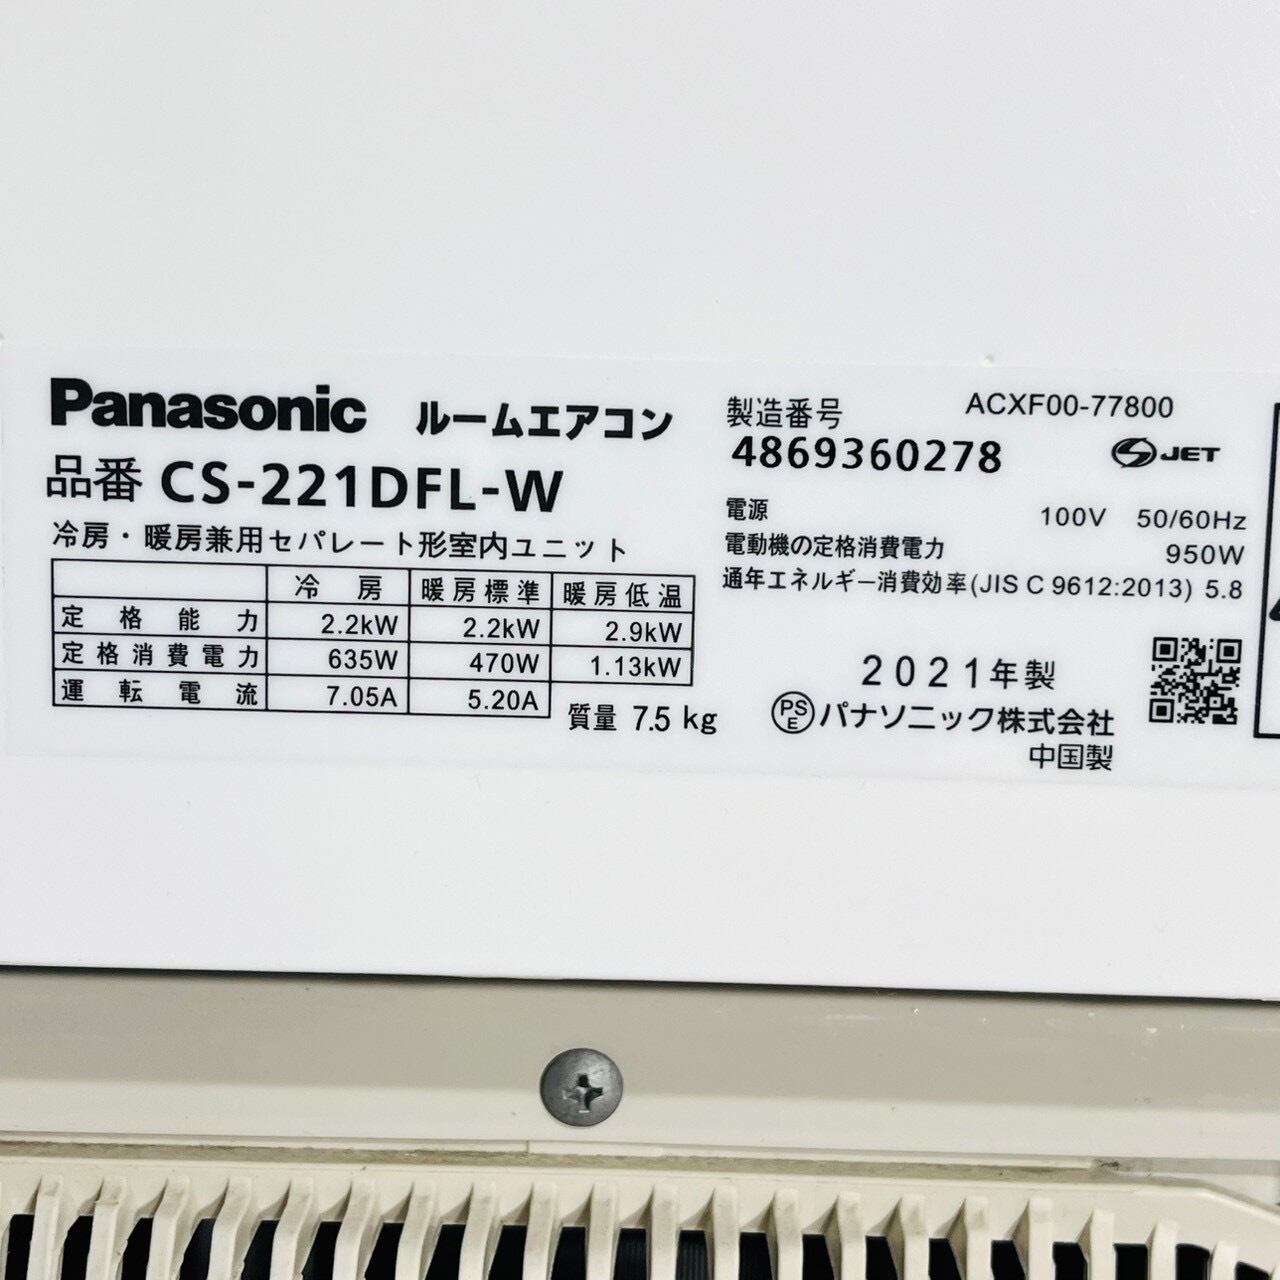 Panasonic ルームエアコン
品番 CS-221DFL-W
冷房・暖房兼用セパレート形室内ユニット
冷房 暖房標準 暖房低温
定格能力 2.2kW 2.2kW 2.9kW
定格消費電力 635W 470W 1.13kW
運転電流 7.05A 5.20A
質量 7.5 kg
製造番号 ACXF00-77800
4869360278 JET
電源 100V 50/60Hz
電動機の定格消費電力 950W
通年エネルギー消費効率(JIS C 9612:2013) 5.8
2021年製
PSE パナソニック株式会社
中国製